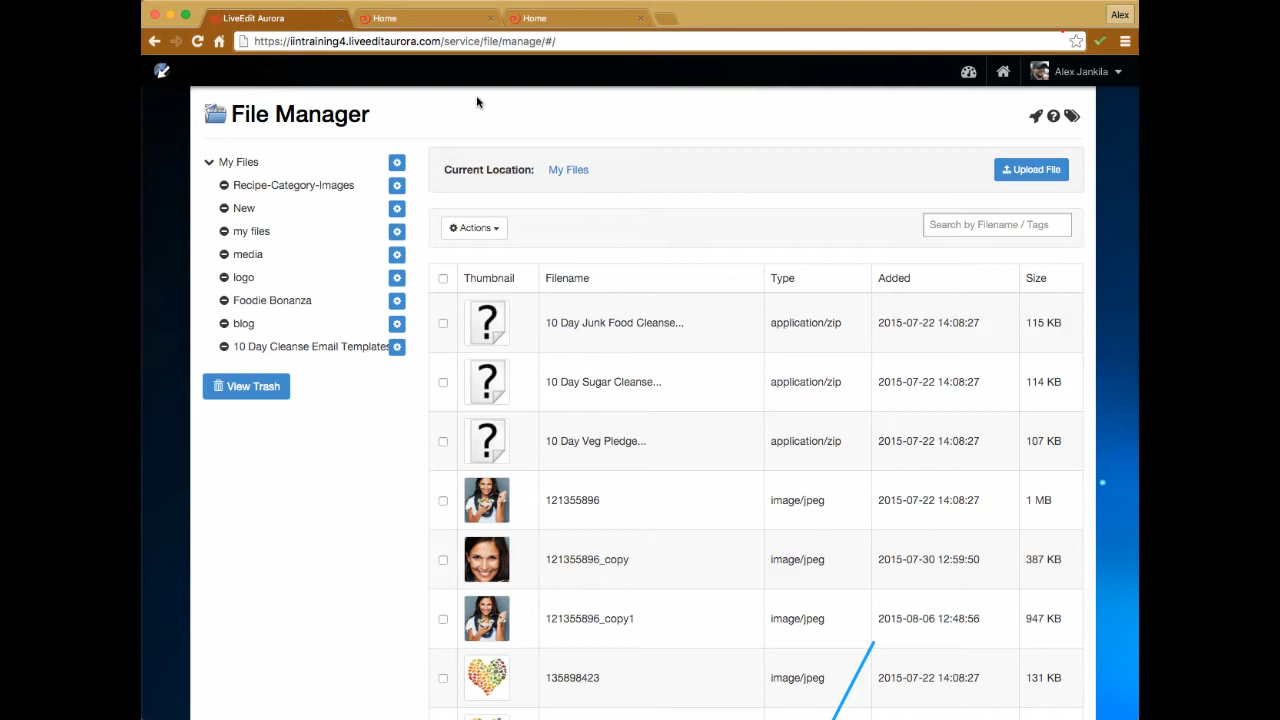 LiveEdit Aurora
Home
Home
Alex
https://iintraining4.liveeditaurora.com/service/file/manage/#/
Alex Jankila
File Manager
My Files
Recipe-Category-Images
New
my files
media
logo
Foodie Bonanza
blog
10 Day Cleanse Email Templates
View Trash
Current Location: My Files
Upload File
Actions
Search by Filename / Tags
Thumbnail Filename Type Added Size
10 Day Junk Food Cleanse... application/zip 2015-07-22 14:08:27 115 KB
10 Day Sugar Cleanse... application/zip 2015-07-22 14:08:27 114 KB
10 Day Veg Pledge... application/zip 2015-07-22 14:08:27 107 KB
121355896 image/jpeg 2015-07-22 14:08:27 1 MB
121355896_copy image/jpeg 2015-07-30 12:59:50 387 KB
121355896_copy1 image/jpeg 2015-08-06 12:48:56 947 KB
135898423 image/jpeg 2015-07-22 14:08:27 131 KB